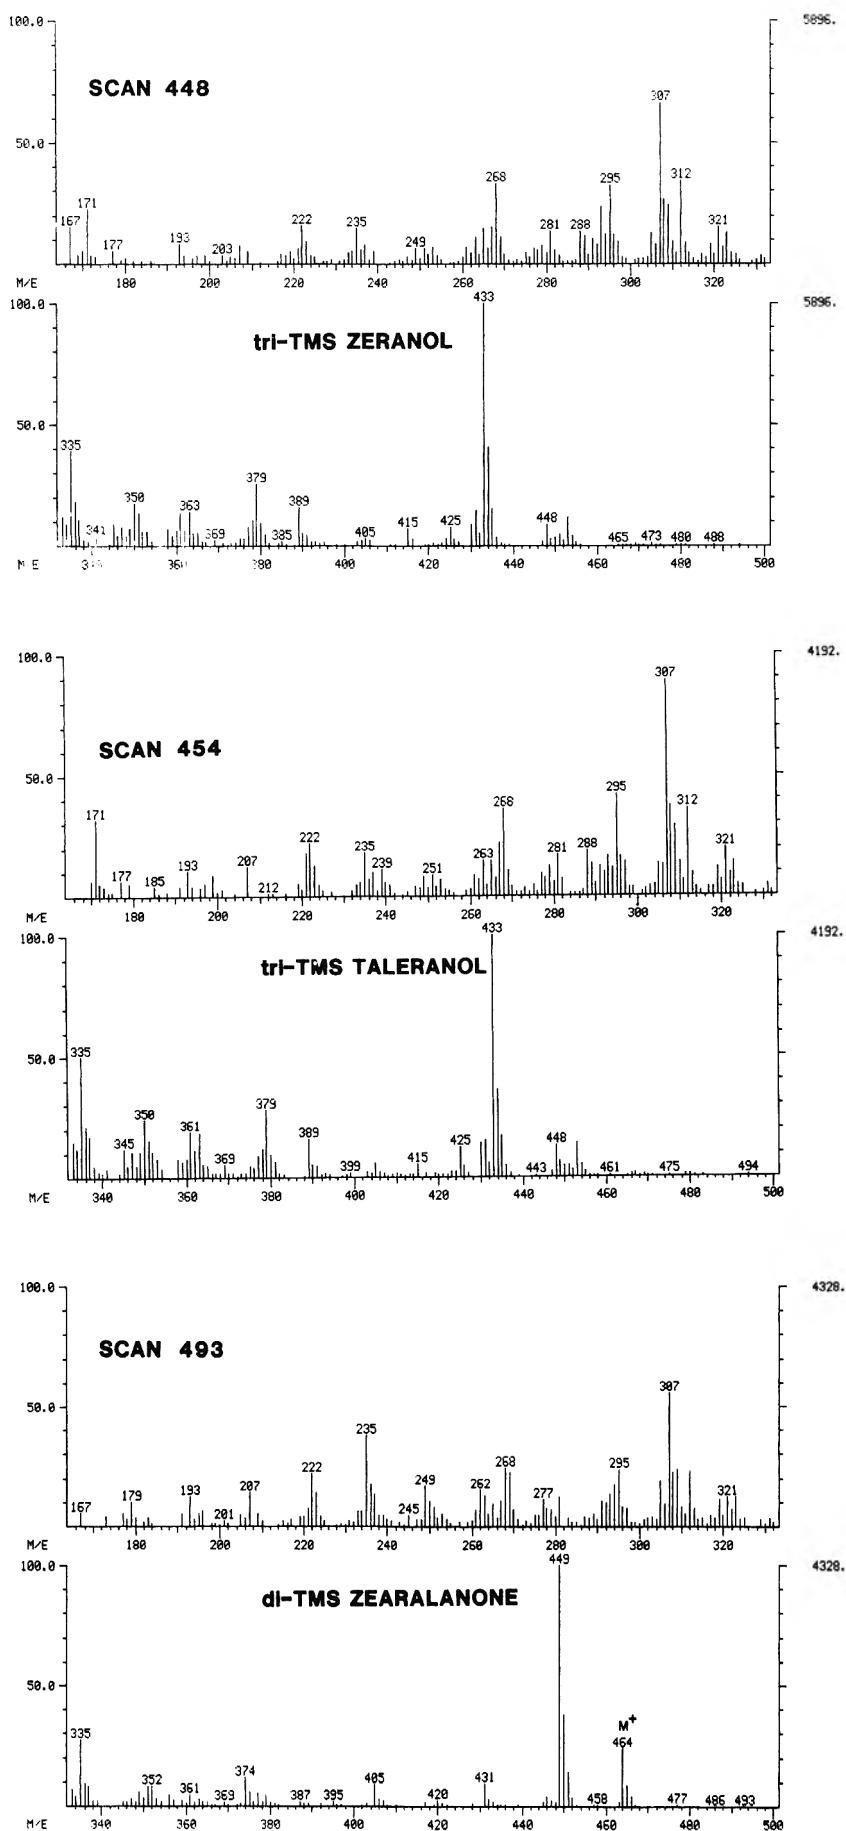 100.0 5896.
SCAN 448
307
50.0
268 295 312
171
167 222 235 281 288 321
177 193 203 249
M/E 180 200 220 240 260 280 300 320
100.0 433 5896.
tri-TMS ZERANOL
50.0
335
379
350 363 389
341 369 385 405 415 425 448 465 473 480 488
M E 360 380 400 420 440 460 480 500
100.0 4192.
307
SCAN 454
50.0
295
268 312
171
222 235 239 263 281 288 321
177 185 193 207 212 251
M/E 180 200 220 240 260 280 300 320
100.0 433 4192.
tri-TMS TALERANOL
50.0
335
379
350 361 389
345 369 399 415 425 443 448 461 475 494
M/E 340 360 380 400 420 440 460 480 500
100.0 4328.
SCAN 493
307
50.0
235
222 268 295
249 262 277 321
167 179 193 201 207 245
M/E 180 200 220 240 260 280 300 320
100.0 449 4328.
di-TMS ZEARALANONE
50.0
M+
335 464
374
352 361 369 387 395 405 420 431 458 477 486 493
M/E 340 360 380 400 420 440 460 480 500